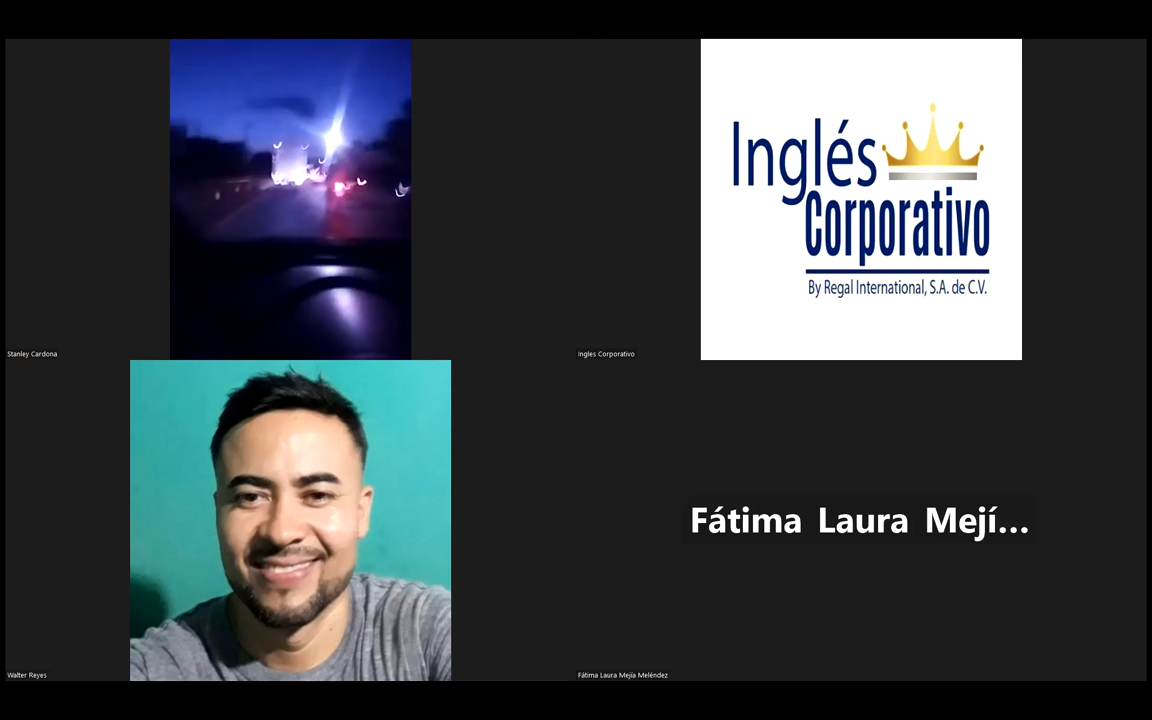 Inglés
Corporativo
By Regal International, S.A. de C.V.
Stanley Cardona
Ingles Corporativo
Fátima Laura Mejí...
Walter Reyes
Fátima Laura Mejía Meléndez